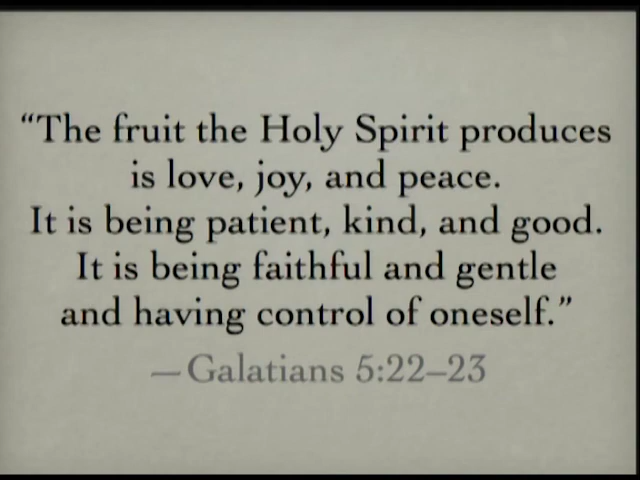 “The fruit the Holy Spirit produces
is love, joy, and peace.
It is being patient, kind, and good.
It is being faithful and gentle
and having control of oneself.”
—Galatians 5:22–23